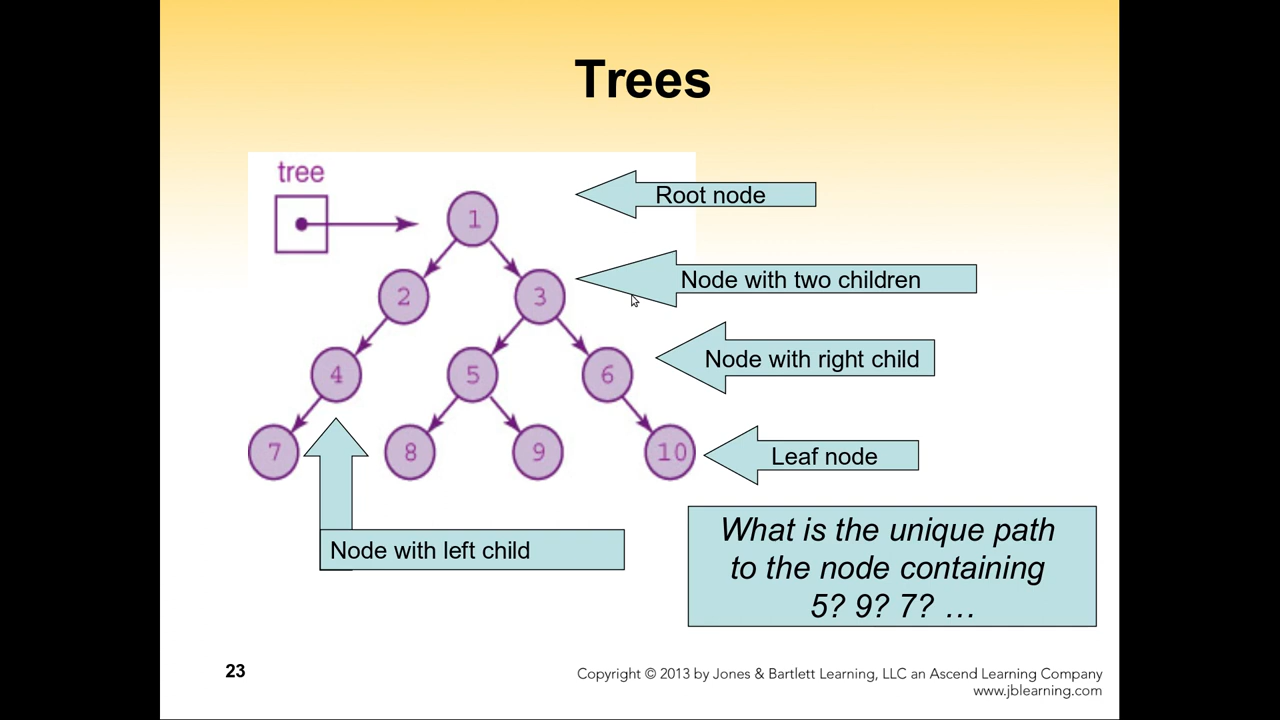 Trees
tree
Root node
1
Node with two children
2
3
Node with right child
4
5
6
7
8
9
10
Leaf node
Node with left child
What is the unique path
to the node containing
5? 9? 7? …
23
Copyright © 2013 by Jones & Bartlett Learning, LLC an Ascend Learning Company
www.jblearning.com